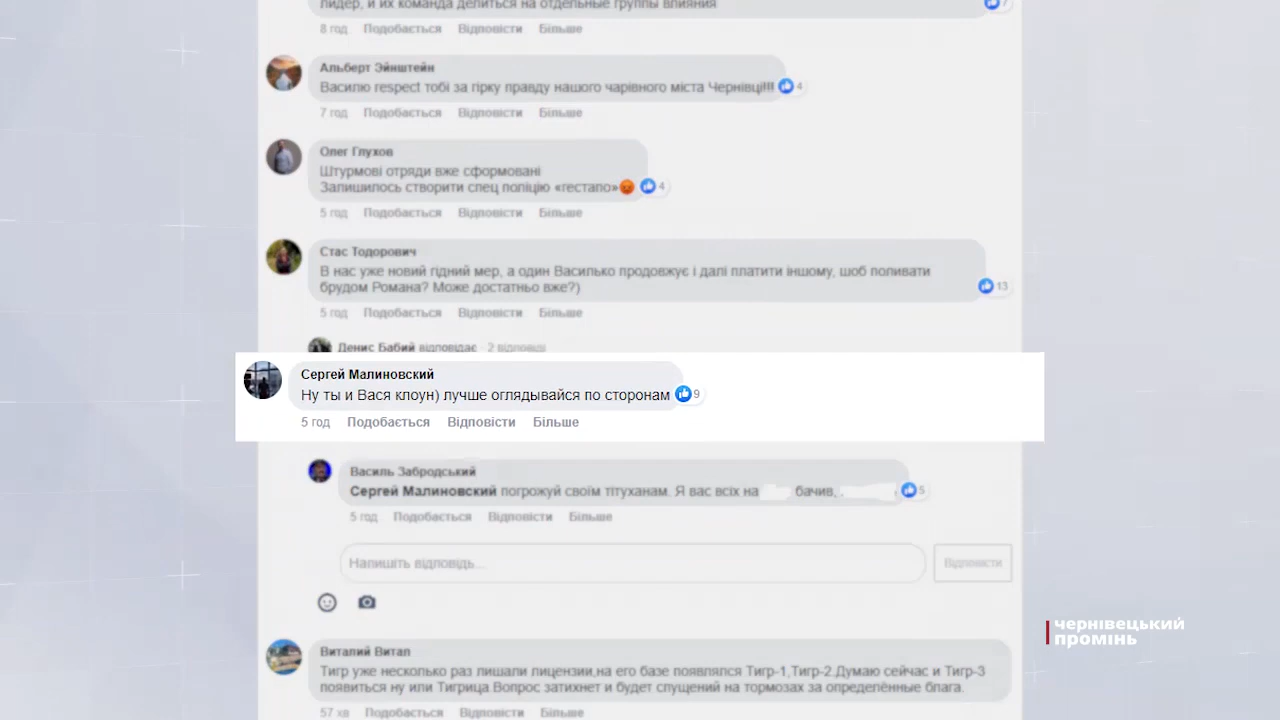 лидер, и их команда делиться на отдельные группы влияния
7
8 год Подобається Відповісти Більше
Альберт Эйнштейн
Василю respect тобі за гірку правду нашого чарівного міста Чернівці!!! 4
7 год Подобається Відповісти Більше
Олег Глухов
Штурмові отряди вже сформовані
Залишилось створити спец поліцію «гестапо» 4
5 год Подобається Відповісти Більше
Стас Тодорович
В нас уже новий гідний мер, а один Василько продовжує і далі платити іншому, щоб поливати
брудом Романа? Може достатньо вже?)
13
5 год Подобається Відповісти Більше
Денис Бабий відповідає · 2 відповіді
Сергей Малиновский
Ну ты и Вася клоун) лучше оглядывайся по сторонам 9
5 год Подобається Відповісти Більше
Василь Забродський
Сергей Малиновский погрожуй своїм тітуханам. Я вас всіх на бачив, 5
5 год Подобається Відповісти Більше
Напишіть відповідь...
Відповісти
чернівецький
промінь
Виталий Витал
Тигр уже несколько раз лишали лицензии,на его базе появлялся Тигр-1,Тигр-2.Думаю сейчас и Тигр-3
появиться ну или Тигрица.Вопрос затихнет и будет спущений на тормозах за определённые блага.
57 хв Подобається Відповісти Більше